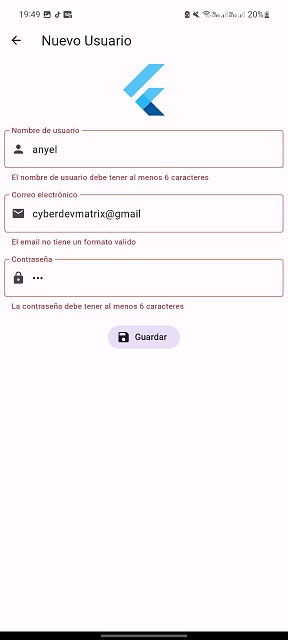 19:49
20%
Nuevo Usuario
Nombre de usuario
anyel
El nombre de usuario debe tener al menos 6 caracteres
Correo electrónico
cyberdevmatrix@gmail
El email no tiene un formato valido
Contraseña
•••
La contraseña debe tener al menos 6 caracteres
Guardar